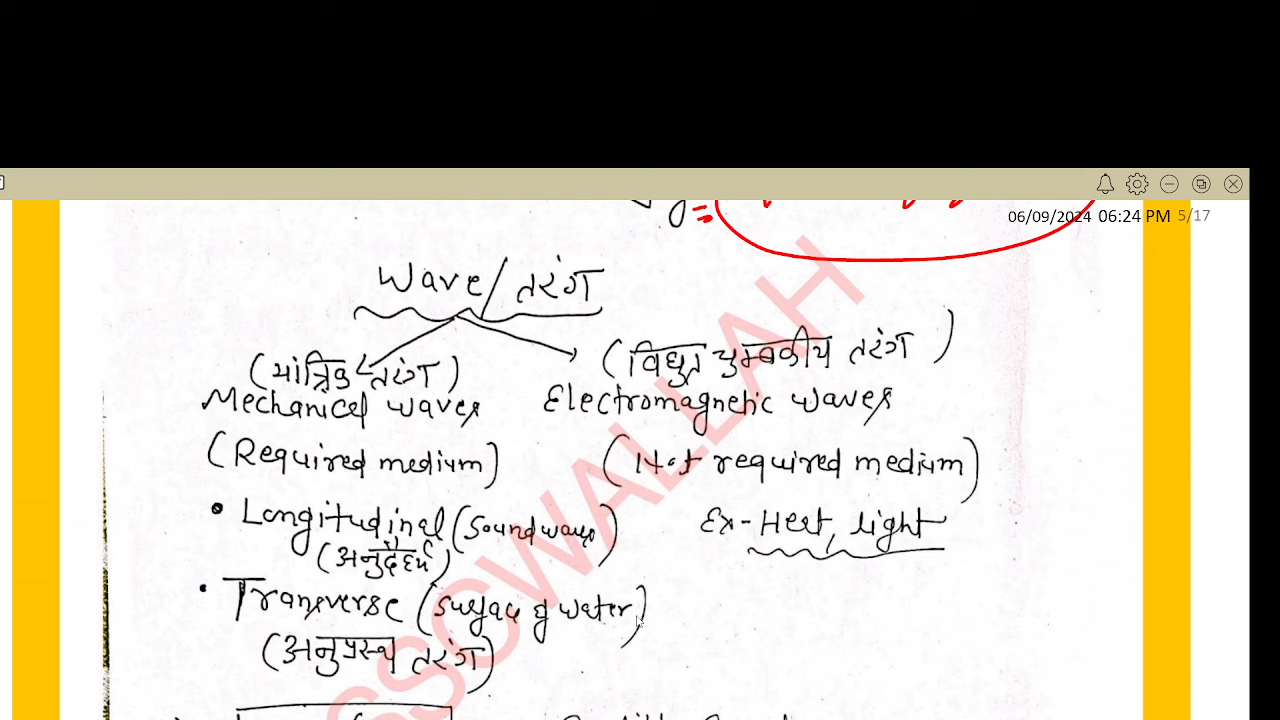 06/09/2024 06:24 PM 5/17
Wave/तरंग
(यांत्रिक तरंग) (विद्युत चुम्बकीय तरंग)
Mechanical waves Electromagnetic waves
(Required medium) (Not required medium)
• Longitudinal (Sound waves) Ex- Heat, light
(अनुदैर्ध्य)
• Transverse (Surface of water)
(अनुप्रस्थ तरंग)
SSCWALLAH